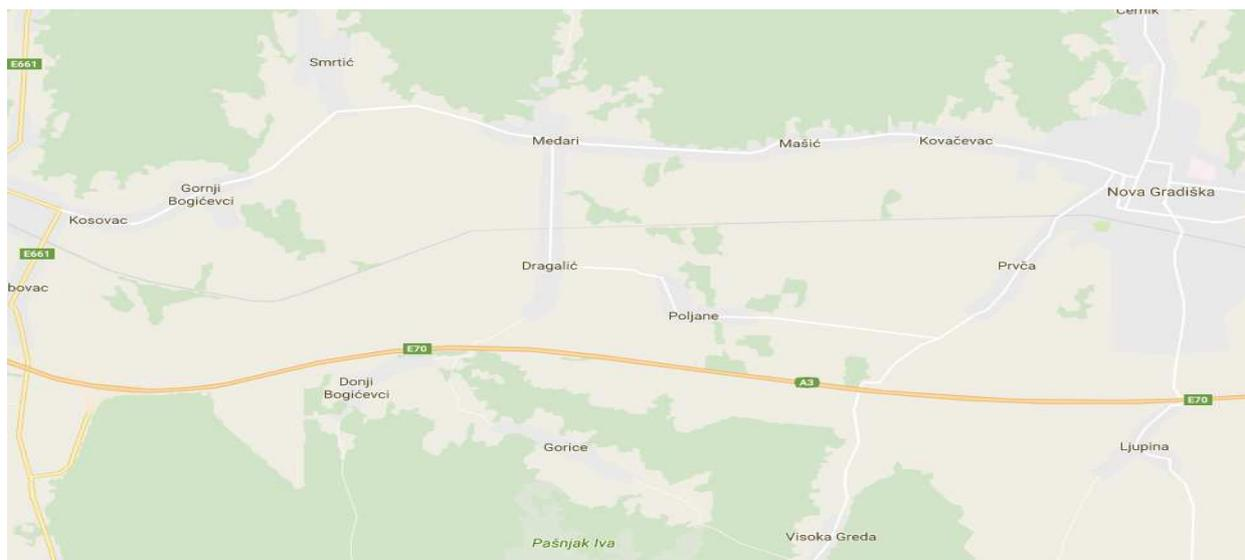 Cernik
E661
Smrtić
Medari
Mašić
Kovačevac
Gornji
Bogićevci
Nova Gradiška
Kosovac
E661
Dragalić
Prvča
bovac
Poljane
E70
A3
Donji
Bogićevci
E70
Gorice
Ljupina
Visoka Greda
Pašnjak Iva